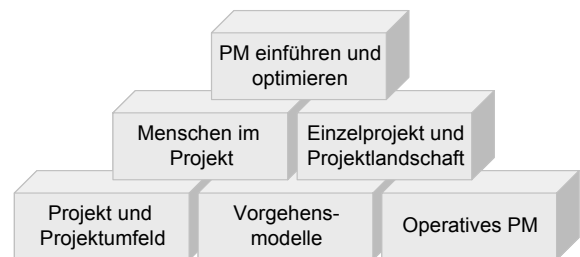 PM einführen und
optimieren
Menschen im
Projekt
Einzelprojekt und
Projektlandschaft
Projekt und
Projektumfeld
Vorgehens-
modelle
Operatives PM